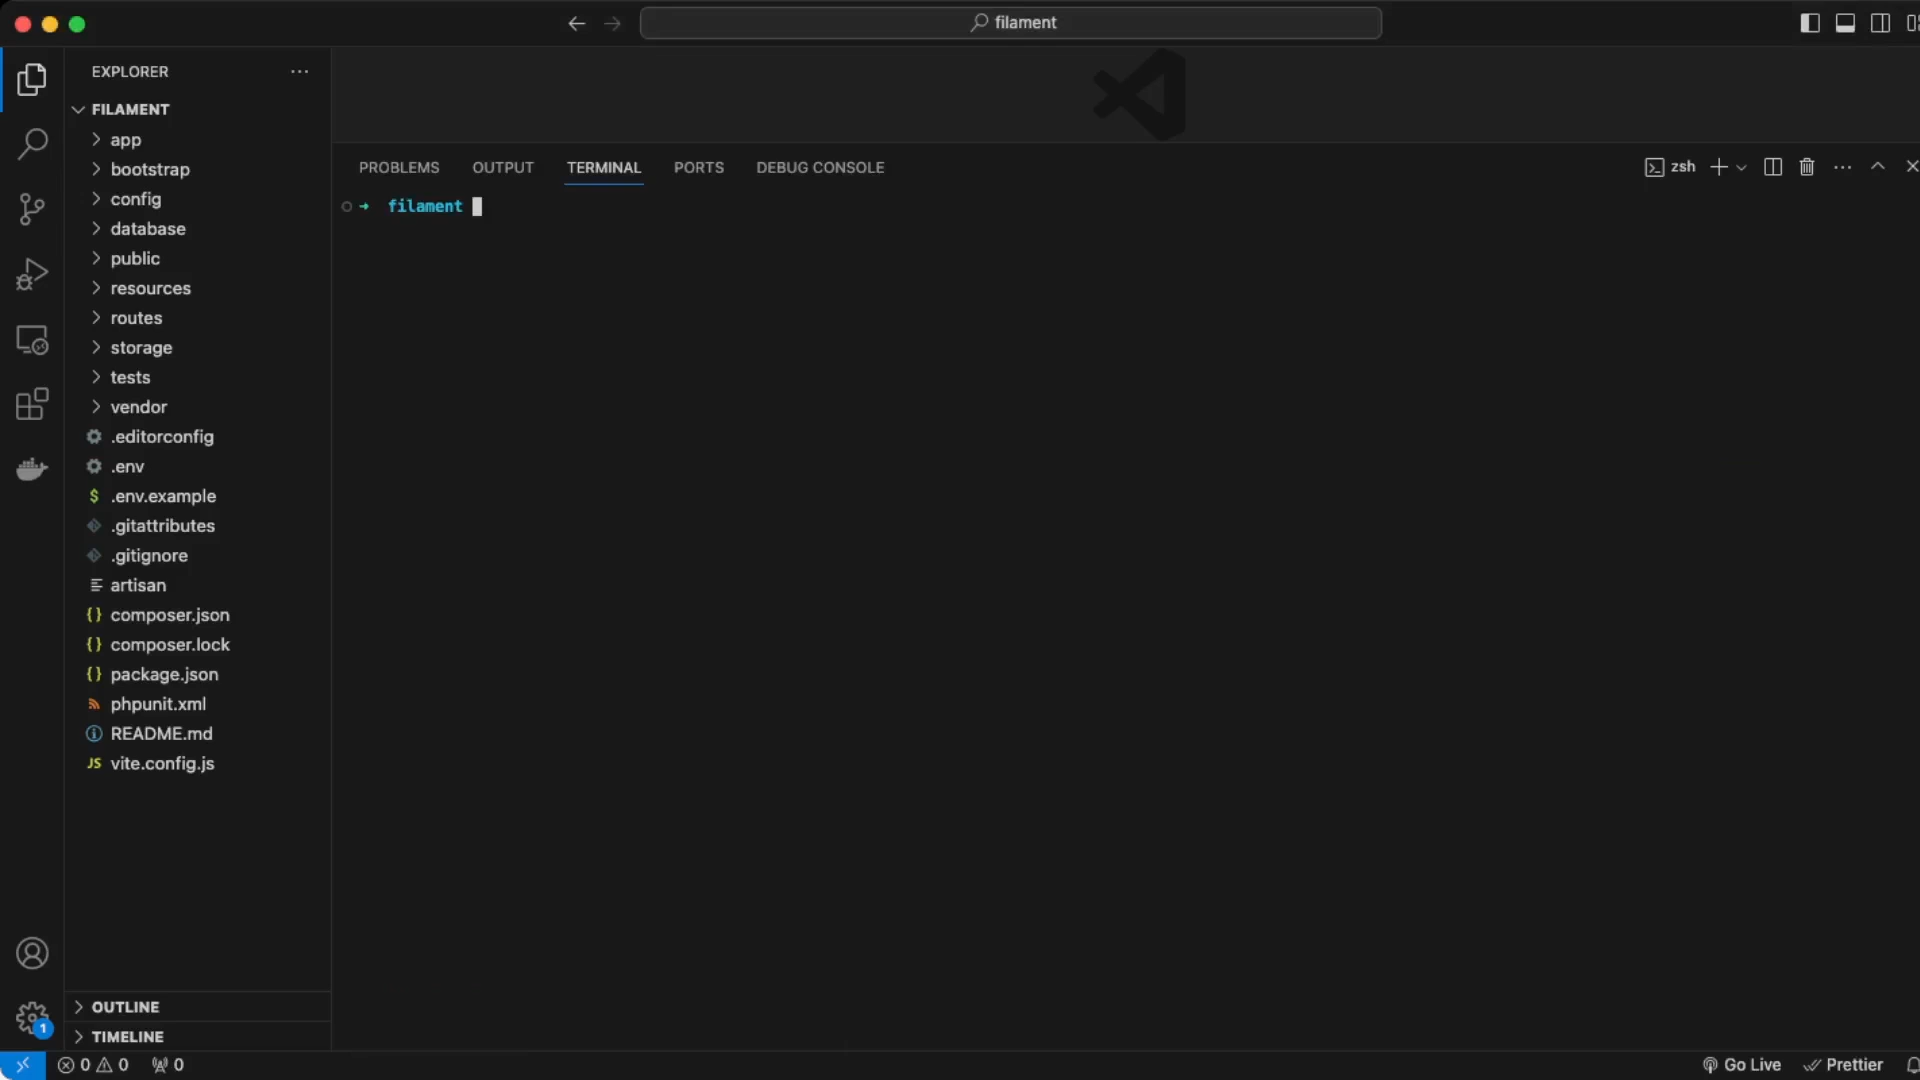 filament
EXPLORER
FILAMENT
app
bootstrap
config
database
public
resources
routes
storage
tests
vendor
.editorconfig
.env
$ .env.example
.gitattributes
.gitignore
artisan
{} composer.json
{} composer.lock
{} package.json
phpunit.xml
README.md
JS vite.config.js
OUTLINE
TIMELINE
PROBLEMS OUTPUT TERMINAL PORTS DEBUG CONSOLE
zsh
→ filament
1
0 0 0
Go Live Prettier